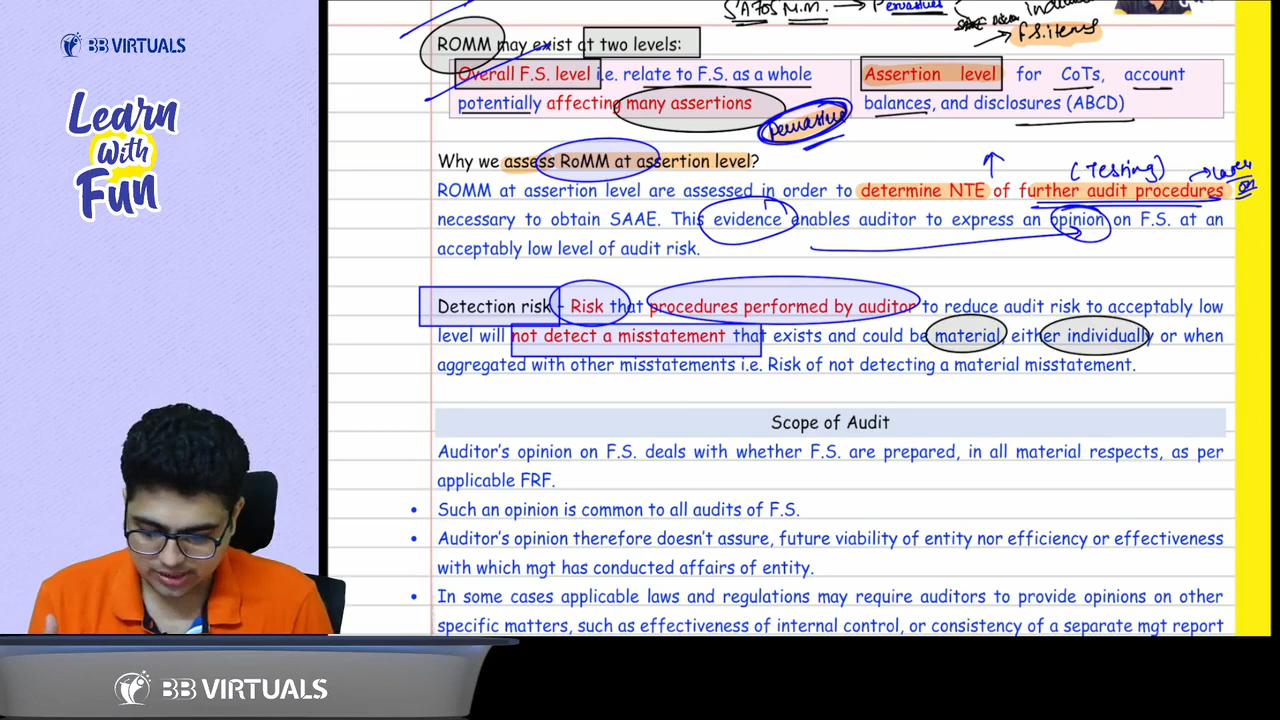 SA705 M.M. → Pervasive
F.S. items
BB VIRTUALS
Learn
With
Fun
ROMM may exist at two levels:
Overall F.S. level i.e. relate to F.S. as a whole
potentially affecting many assertions
Pervasive
Assertion level for CoTs, account
balances, and disclosures (ABCD)
Why we assess RoMM at assertion level?
(Testing)
ROMM at assertion level are assessed in order to determine NTE of further audit procedures
necessary to obtain SAAE. This evidence enables auditor to express an opinion on F.S. at an
acceptably low level of audit risk.
Detection risk - Risk that procedures performed by auditor to reduce audit risk to acceptably low
level will not detect a misstatement that exists and could be material, either individually or when
aggregated with other misstatements i.e. Risk of not detecting a material misstatement.
Scope of Audit
Auditor's opinion on F.S. deals with whether F.S. are prepared, in all material respects, as per
applicable FRF.
• Such an opinion is common to all audits of F.S.
• Auditor's opinion therefore doesn't assure, future viability of entity nor efficiency or effectiveness
with which mgt has conducted affairs of entity.
• In some cases applicable laws and regulations may require auditors to provide opinions on other
specific matters, such as effectiveness of internal control, or consistency of a separate mgt report
BB VIRTUALS